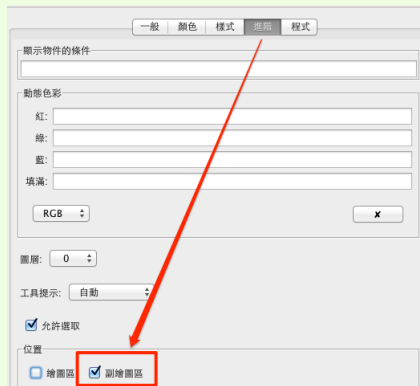 一般 顏色 樣式 進階 程式
顯示物件的條件
動態色彩
紅:
綠:
藍:
填滿:
RGB ✘
圖層: 0
工具提示: 自動
允許選取
位置
繪圖區 副繪圖區